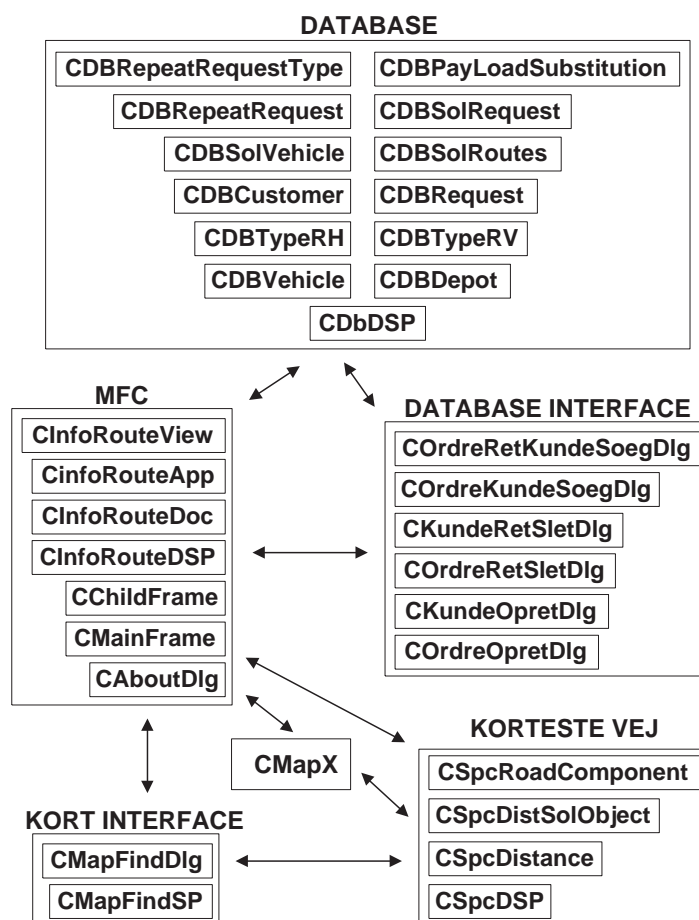 DATABASE
CDBRepeatRequestType
CDBPayLoadSubstitution
CDBRepeatRequest
CDBSolRequest
CDBSolVehicle
CDBSolRoutes
CDBCustomer
CDBRequest
CDBTypeRH
CDBTypeRV
CDBVehicle
CDBDepot
CDbDSP
MFC
CInfoRouteView
CinfoRouteApp
CInfoRouteDoc
CInfoRouteDSP
CChildFrame
CMainFrame
CAboutDlg
DATABASE INTERFACE
COrdreRetKundeSoegDlg
COrdreKundeSoegDlg
CKundeRetSletDlg
COrdreRetSletDlg
CKundeOpretDlg
COrdreOpretDlg
CMapX
KORTESTE VEJ
CSpcRoadComponent
CSpcDistSolObject
CSpcDistance
CSpcDSP
KORT INTERFACE
CMapFindDlg
CMapFindSP